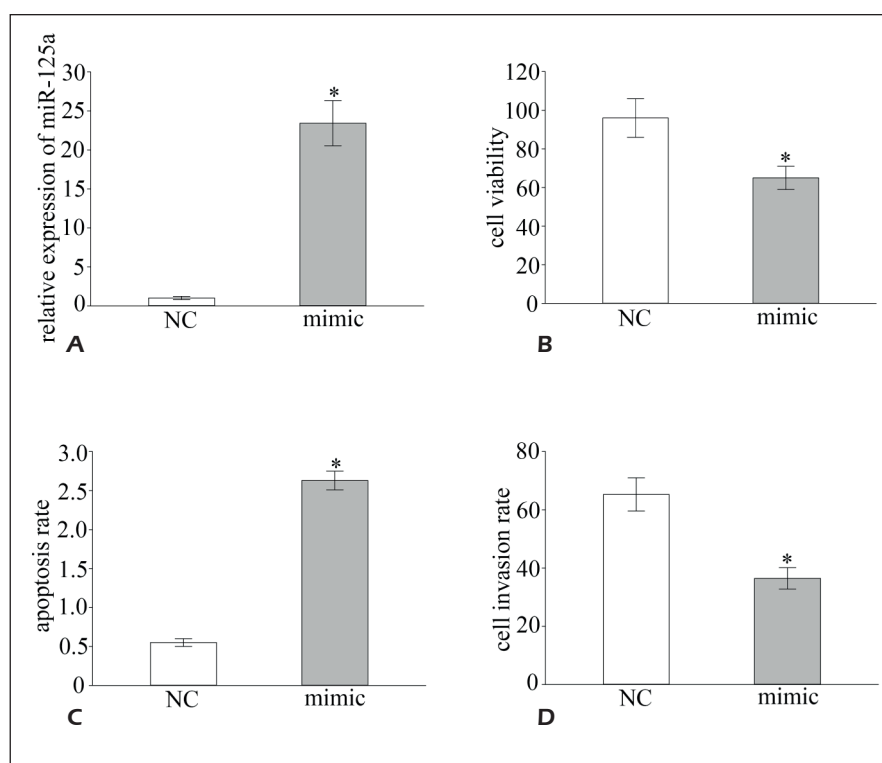 relative expression of miR-125a
30
25
20
15
10
5
0
*
NC
mimic
A
cell viability
120
100
80
60
40
20
0
*
NC
mimic
B
apoptosis rate
3.0
2.5
2.0
1.5
1.0
0.5
0
*
NC
mimic
C
cell invasion rate
80
60
40
20
0
*
NC
mimic
D